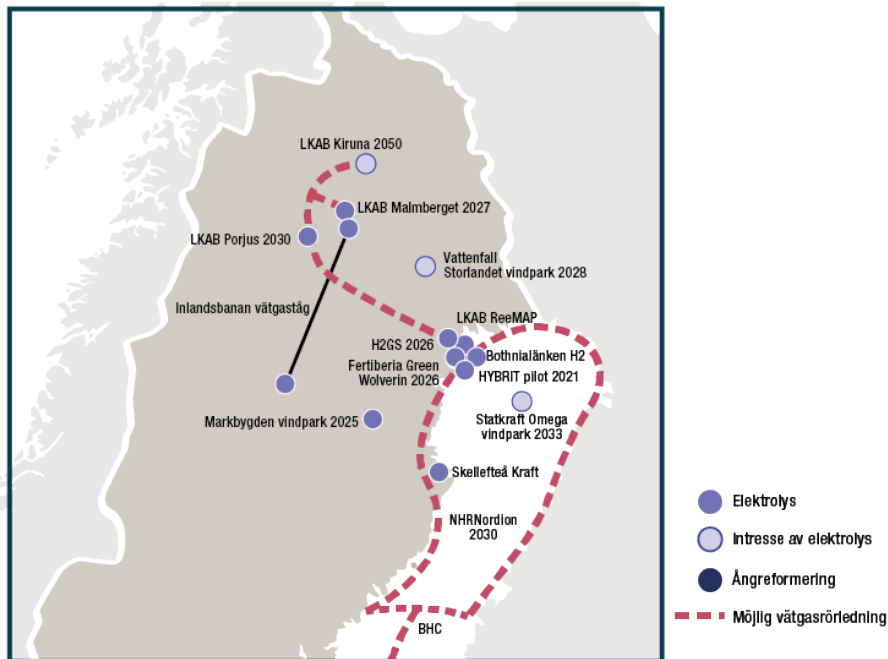 LKAB Kiruna 2050
LKAB Malmberget 2027
LKAB Porjus 2030
Vattenfall
Storlandet vindpark 2028
Inlandsbanan vätgaståg
LKAB ReeMAP
H2GS 2026
Bothnialänken H2
Fertiberia Green
Wolverin 2026
HYBRIT pilot 2021
Statkraft Omega
vindpark 2033
Markbygden vindpark 2025
Skellefteå Kraft
NHRNordion
2030
BHC
Elektrolys
Intresse av elektrolys
Ångreformering
Möjlig vätgasrörledning